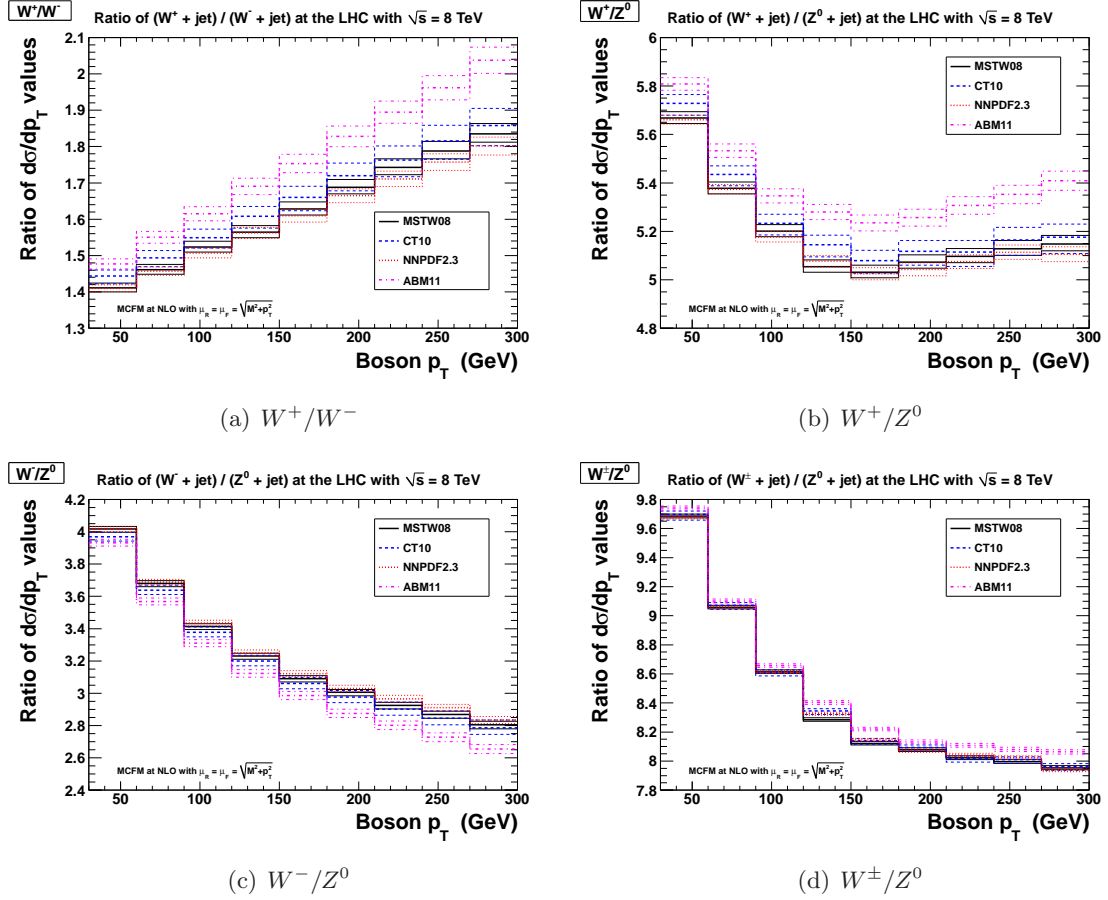 W⁺/W⁻
Ratio of (W⁺ + jet) / (W⁻ + jet) at the LHC with √s = 8 TeV
Ratio of dσ/dp_T values
2.1
2
1.9
1.8
1.7
1.6
1.5
1.4
1.3
MSTW08
CT10
NNPDF2.3
ABM11
MCFM at NLO with μ_R = μ_F = √M²+p_T²
50 100 150 200 250 300
Boson p_T (GeV)
(a) W⁺/W⁻
W⁺/Z⁰
Ratio of (W⁺ + jet) / (Z⁰ + jet) at the LHC with √s = 8 TeV
Ratio of dσ/dp_T values
6
5.8
5.6
5.4
5.2
5
4.8
MSTW08
CT10
NNPDF2.3
ABM11
MCFM at NLO with μ_R = μ_F = √M²+p_T²
50 100 150 200 250 300
Boson p_T (GeV)
(b) W⁺/Z⁰
W⁻/Z⁰
Ratio of (W⁻ + jet) / (Z⁰ + jet) at the LHC with √s = 8 TeV
Ratio of dσ/dp_T values
4.2
4
3.8
3.6
3.4
3.2
3
2.8
2.6
2.4
MSTW08
CT10
NNPDF2.3
ABM11
MCFM at NLO with μ_R = μ_F = √M²+p_T²
50 100 150 200 250 300
Boson p_T (GeV)
(c) W⁻/Z⁰
W^±/Z⁰
Ratio of (W^± + jet) / (Z⁰ + jet) at the LHC with √s = 8 TeV
Ratio of dσ/dp_T values
9.8
9.6
9.4
9.2
9
8.8
8.6
8.4
8.2
8
7.8
MSTW08
CT10
NNPDF2.3
ABM11
MCFM at NLO with μ_R = μ_F = √M²+p_T²
50 100 150 200 250 300
Boson p_T (GeV)
(d) W^±/Z⁰